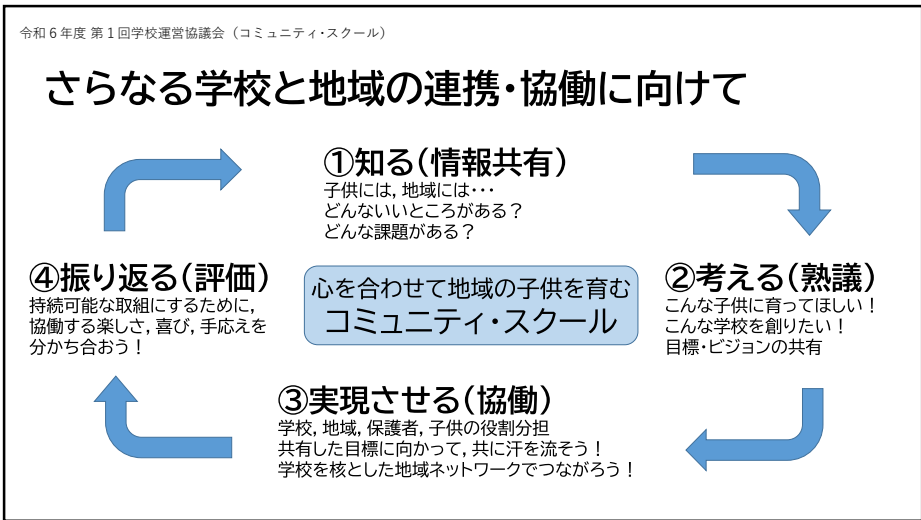 令和６年度 第１回学校運営協議会（コミュニティ・スクール）
さらなる学校と地域の連携・協働に向けて
①知る（情報共有）
子供には，地域には・・・
どんないいところがある？
どんな課題がある？
②考える（熟議）
こんな子供に育ってほしい！
こんな学校を創りたい！
目標・ビジョンの共有
心を合わせて地域の子供を育む
コミュニティ・スクール
③実現させる（協働）
学校，地域，保護者，子供の役割分担
共有した目標に向かって，共に汗を流そう！
学校を核とした地域ネットワークでつながろう！
④振り返る（評価）
持続可能な取組にするために，
協働する楽しさ，喜び，手応えを
分かち合おう！